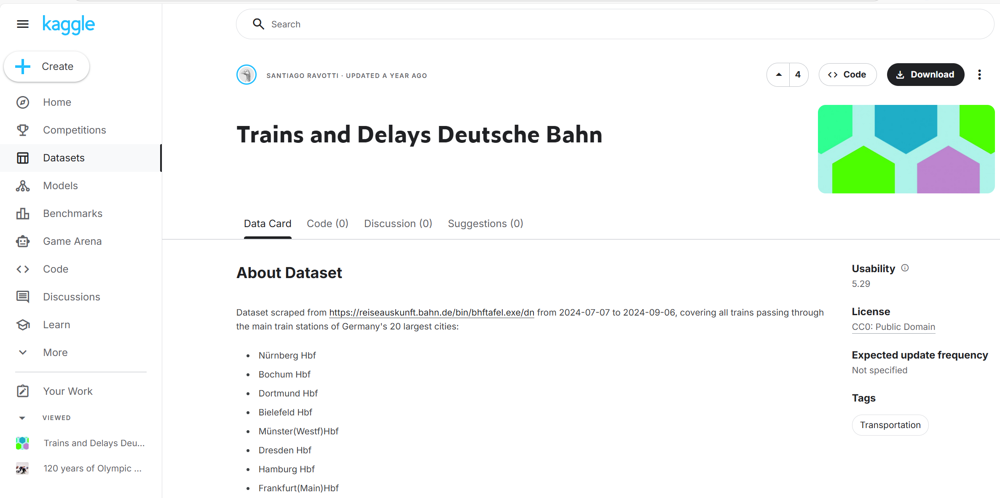 kaggle
Search
Create
Home
Competitions
Datasets
Models
Benchmarks
Game Arena
Code
Discussions
Learn
More
Your Work
VIEWED
Trains and Delays Deu...
120 years of Olympic ...
SANTIAGO RAVOTTI · UPDATED A YEAR AGO
4
Code
Download
Trains and Delays Deutsche Bahn
Data Card Code (0) Discussion (0) Suggestions (0)
About Dataset
Dataset scraped from https://reiseauskunft.bahn.de/bin/bhftafel.exe/dn from 2024-07-07 to 2024-09-06, covering all trains passing through
the main train stations of Germany's 20 largest cities:
Nürnberg Hbf
Bochum Hbf
Dortmund Hbf
Bielefeld Hbf
Münster(Westf)Hbf
Dresden Hbf
Hamburg Hbf
Frankfurt(Main)Hbf
Usability
5.29
License
CC0: Public Domain
Expected update frequency
Not specified
Tags
Transportation